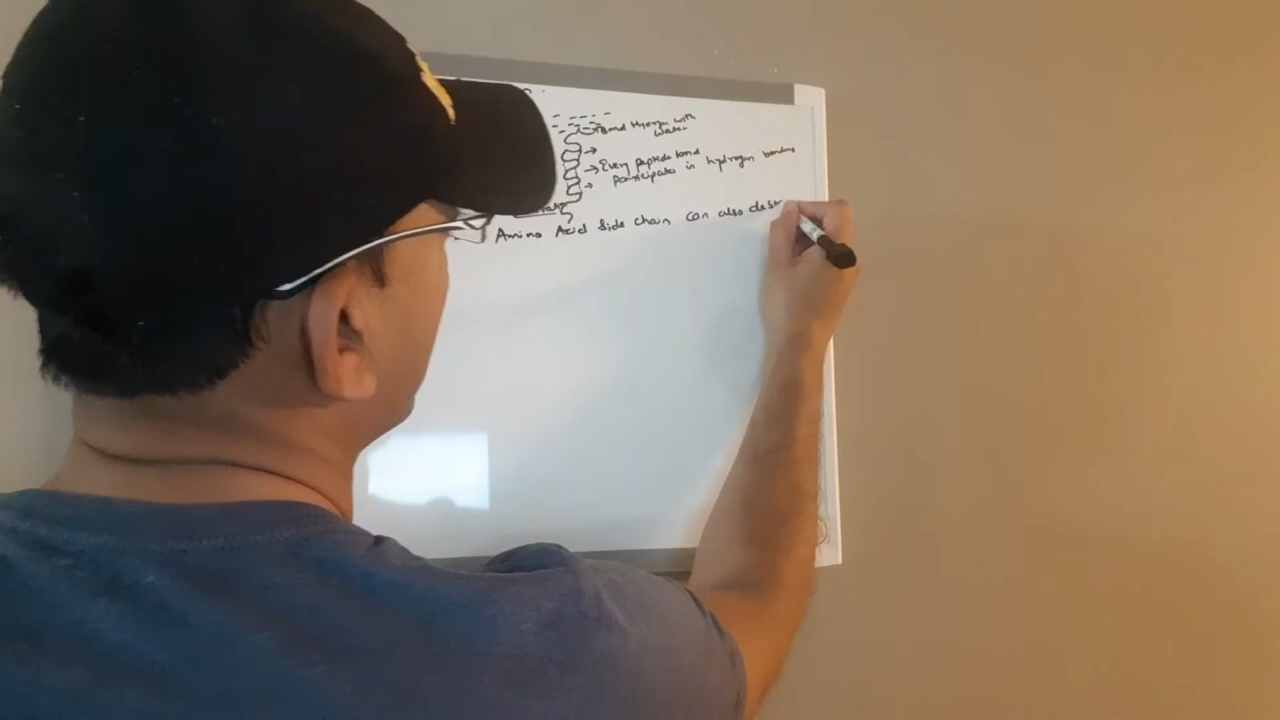 Bond Hydrogen with
Water
Every peptide bond
participates in hydrogen bonding
Amino Acid Side chain can also dest